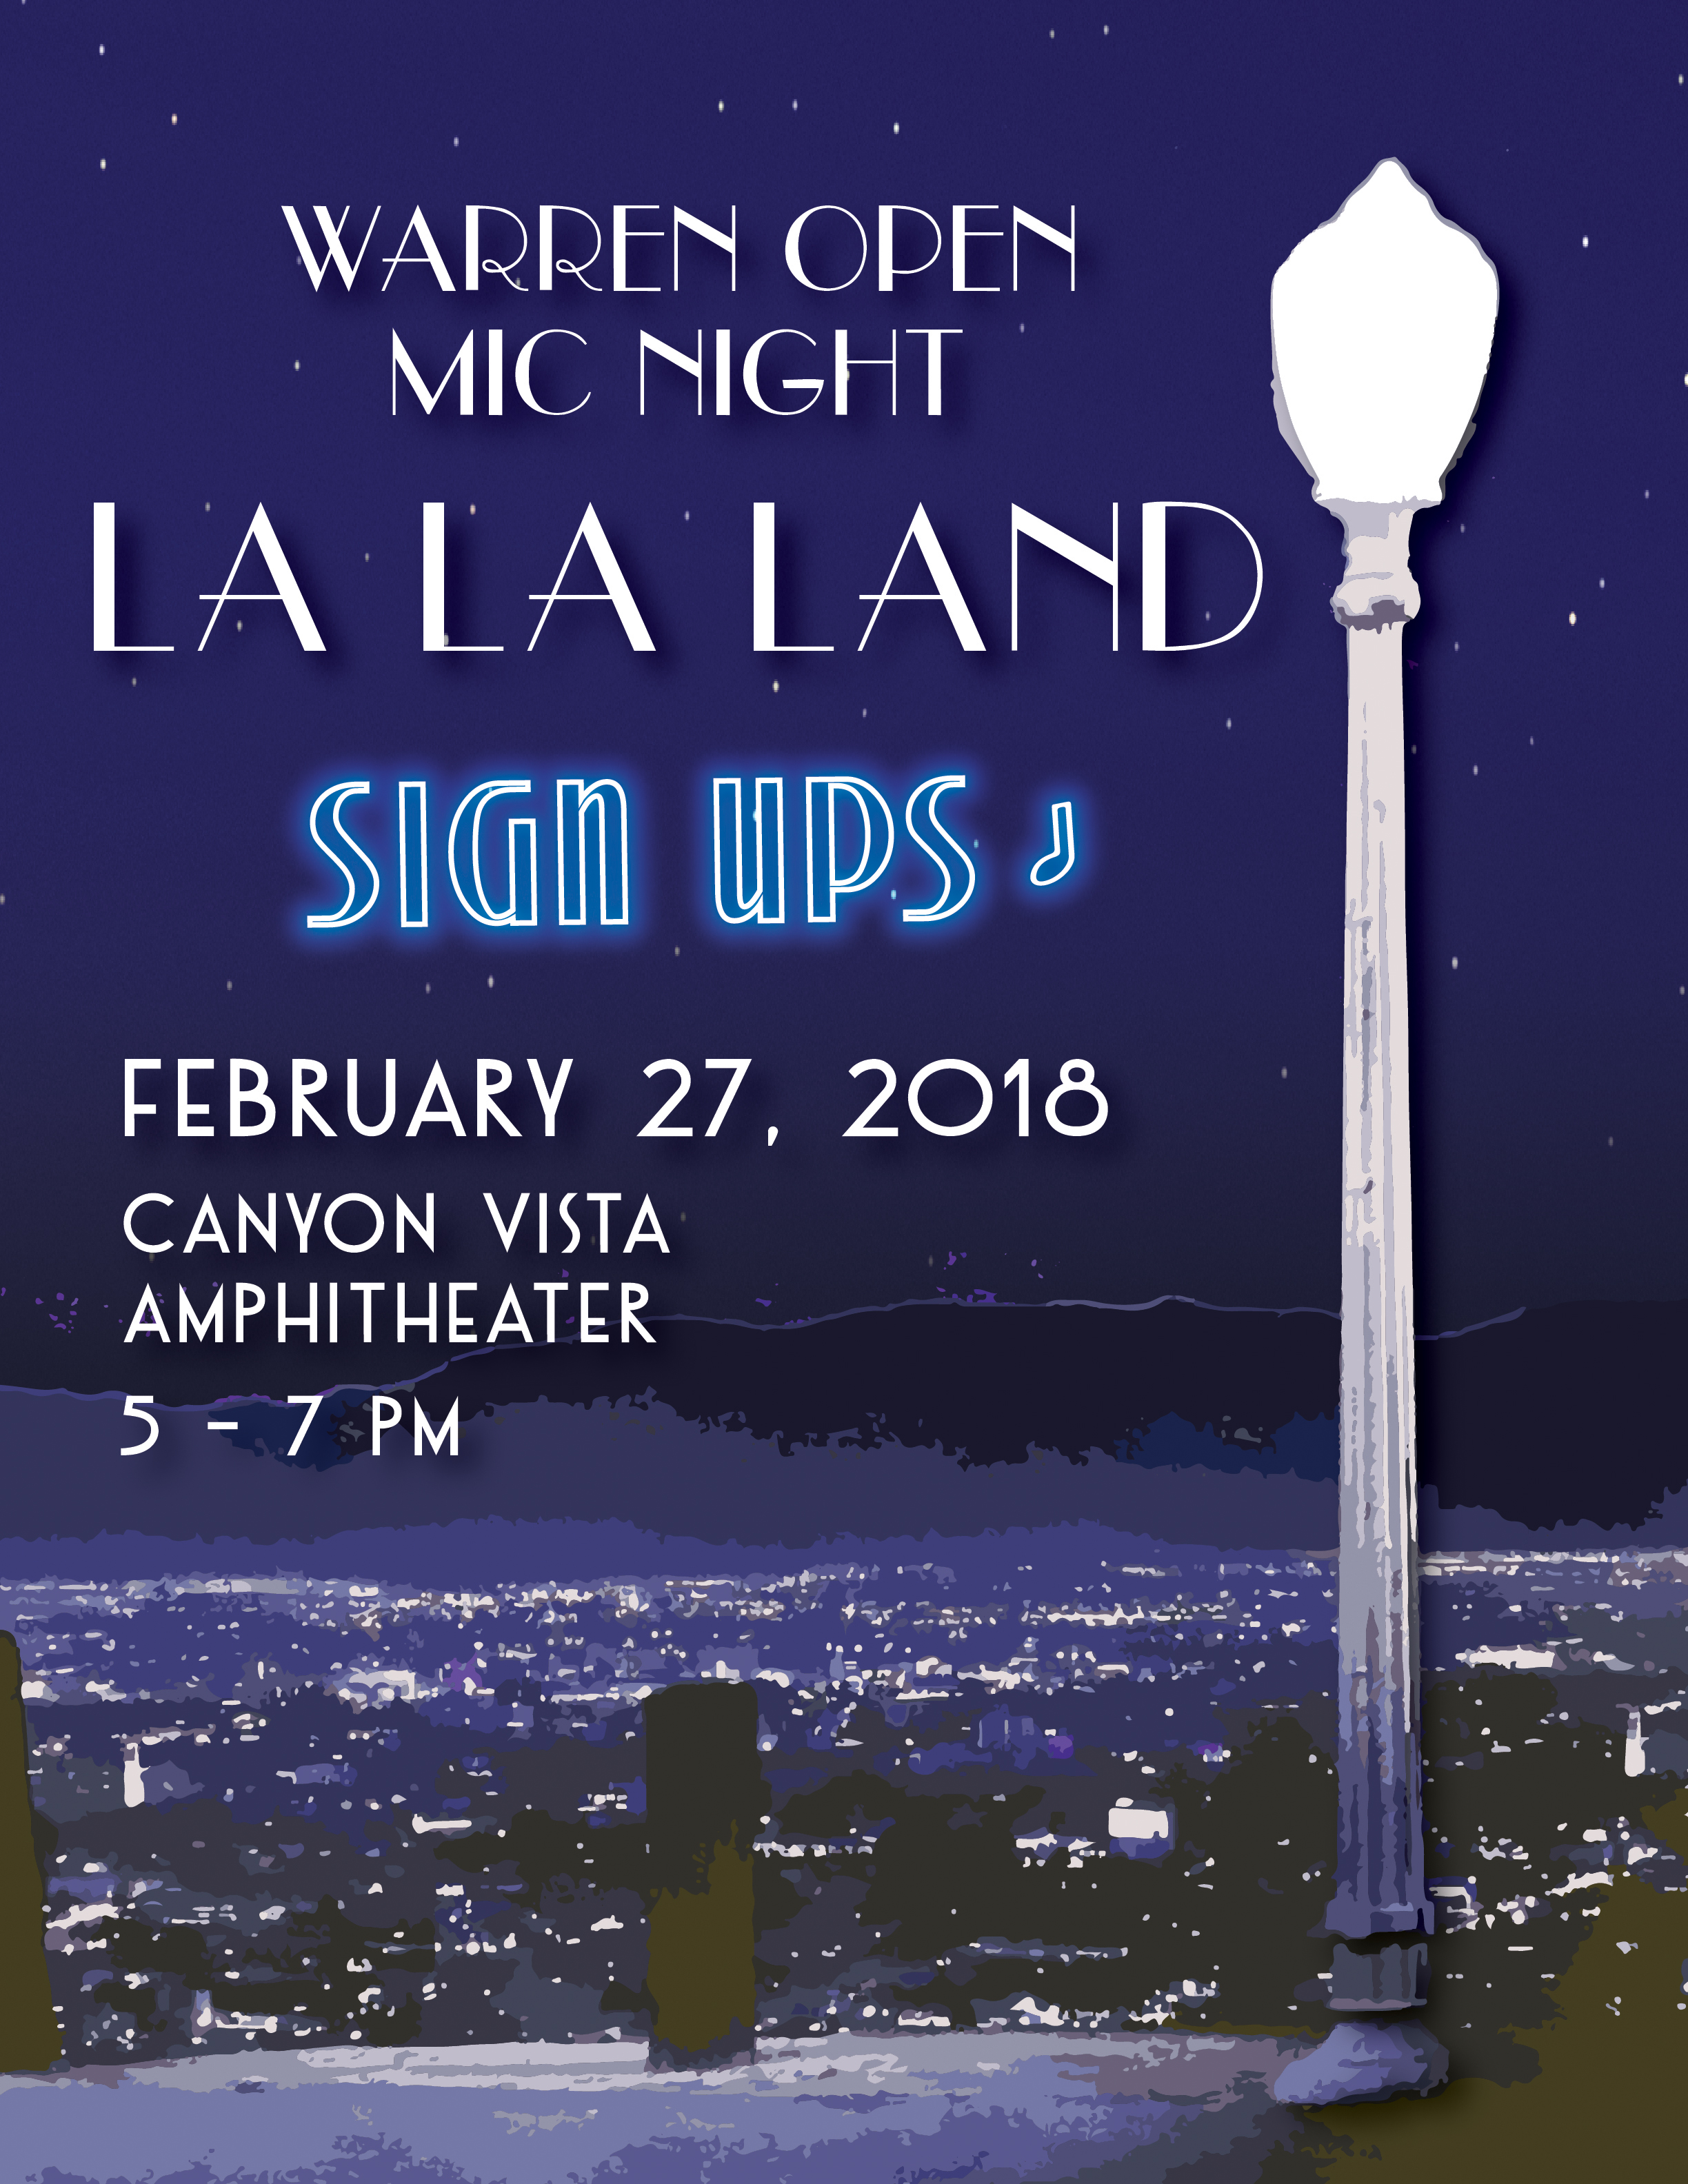 WARREN OPEN
MIC NIGHT
LA LA LAND
SIGN UPS
FEBRUARY 27, 2018
CANYON VISTA
AMPHITHEATER
5 - 7 PM